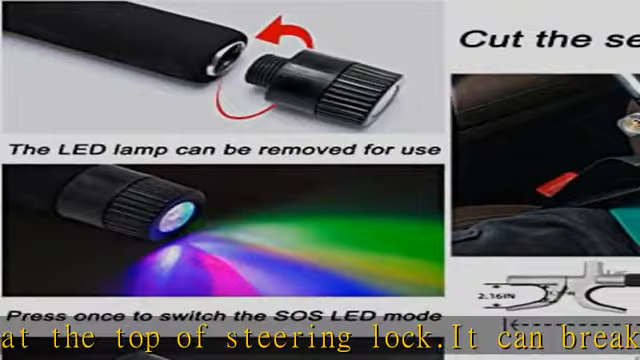 Cut the se
The LED lamp can be removed for use
2.16IN
Press once to switch the SOS LED mode
at the top of steering lock.It can break